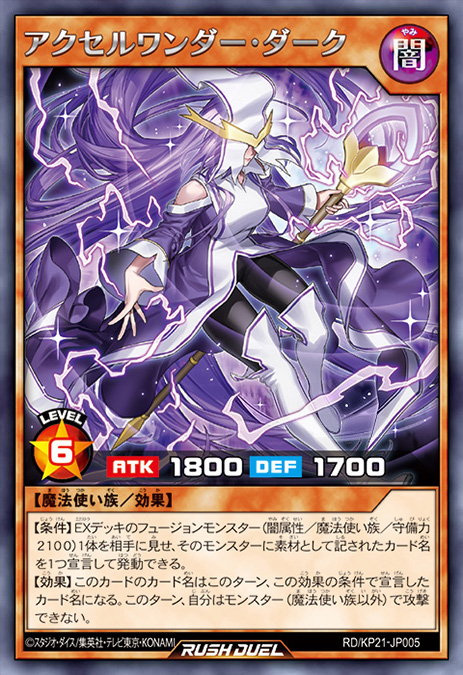 アクセルワンダー・ダーク
やみ
闇
LEVEL
6
ATK 1800 DEF 1700
【魔法使い族／効果】
【条件】EXデッキのフュージョンモンスター（闇属性／魔法使い族／守備力
2100）1体を相手に見せ、そのモンスターに素材として記されたカード名
を1つ宣言して発動できる。
【効果】このカードのカード名はこのターン、この効果の条件で宣言した
カード名になる。このターン、自分はモンスター（魔法使い族以外）で攻撃
できない。
©スタジオ・ダイス/集英社・テレビ東京・KONAMI
RUSH DUEL
RD/KP21-JP005